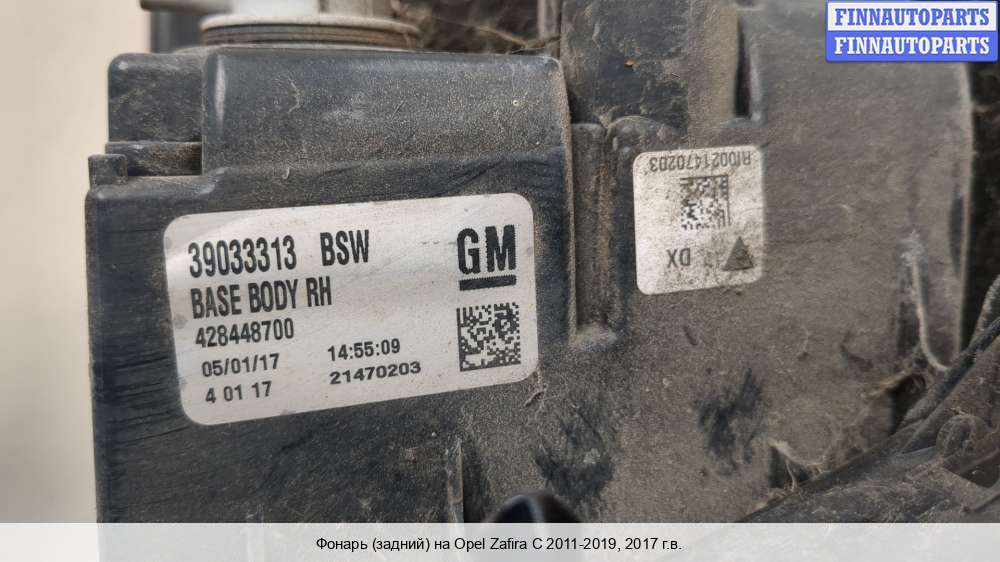 FINNAUTOPARTS
FINNAUTOPARTS
39033313 BSW
GM
BASE BODY RH
428448700
05/01/17 14:55:09
4 01 17 21470203
RI0021470203
DX
Фонарь (задний) на Opel Zafira C 2011-2019, 2017 г.в.